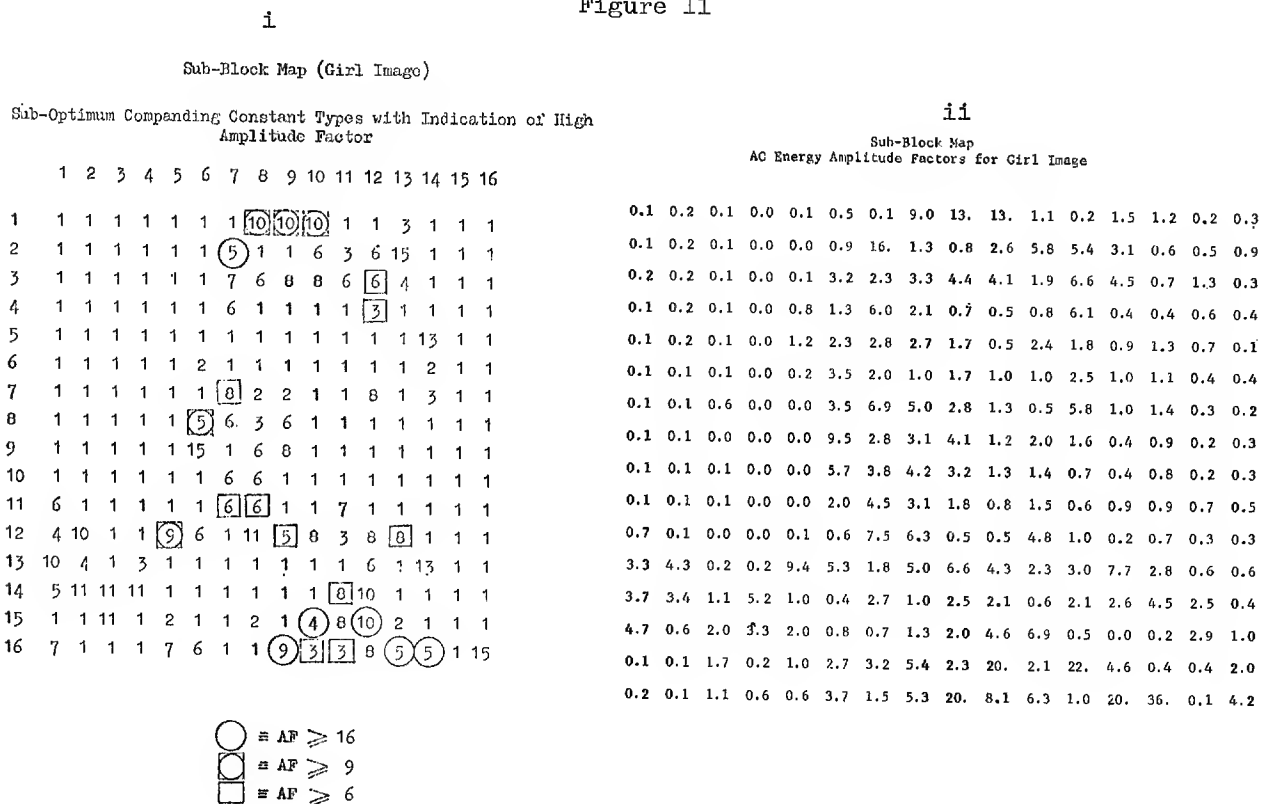 Figure 11
i
Sub-Block Map (Girl Image)
Sub-Optimum Companding Constant Types with Indication of High
Amplitude Factor
1 2 3 4 5 6 7 8 9 10 11 12 13 14 15 16
1 1 1 1 1 1 1 1 10 10 10 1 1 3 1 1 1
2 1 1 1 1 1 1 5 1 1 6 3 6 15 1 1 1
3 1 1 1 1 1 1 7 6 8 8 6 6 4 1 1 1
4 1 1 1 1 1 1 6 1 1 1 1 3 1 1 1 1
5 1 1 1 1 1 1 1 1 1 1 1 1 1 13 1 1
6 1 1 1 1 1 2 1 1 1 1 1 1 1 2 1 1
7 1 1 1 1 1 1 8 2 2 1 1 8 1 3 1 1
8 1 1 1 1 1 5 6. 3 6 1 1 1 1 1 1 1
9 1 1 1 1 1 15 1 6 8 1 1 1 1 1 1 1
10 1 1 1 1 1 1 6 6 1 1 1 1 1 1 1 1
11 6 1 1 1 1 1 6 6 1 1 7 1 1 1 1 1
12 4 10 1 1 9 6 1 11 5 8 3 8 8 1 1 1
13 10 4 1 3 1 1 1 1 1 1 1 6 13 1 1
14 5 11 11 11 1 1 1 1 1 1 8 10 1 1 1 1
15 1 1 11 1 2 1 1 2 1 4 8 10 2 1 1 1
16 7 1 1 1 7 6 1 1 9 3 3 8 5 5 1 15
≡ AF ⩾ 16
≡ AF ⩾ 9
≡ AF ⩾ 6
ii
Sub-Block Map
AC Energy Amplitude Factors for Girl Image
0.1 0.2 0.1 0.0 0.1 0.5 0.1 9.0 13. 13. 1.1 0.2 1.5 1.2 0.2 0.3
0.1 0.2 0.1 0.0 0.0 0.9 16. 1.3 0.8 2.6 5.8 5.4 3.1 0.6 0.5 0.9
0.2 0.2 0.1 0.0 0.1 3.2 2.3 3.3 4.4 4.1 1.9 6.6 4.5 0.7 1.3 0.3
0.1 0.2 0.1 0.0 0.8 1.3 6.0 2.1 0.7 0.5 0.8 6.1 0.4 0.4 0.6 0.4
0.1 0.2 0.1 0.0 1.2 2.3 2.8 2.7 1.7 0.5 2.4 1.8 0.9 1.3 0.7 0.1
0.1 0.1 0.1 0.0 0.2 3.5 2.0 1.0 1.7 1.0 1.0 2.5 1.0 1.1 0.4 0.4
0.1 0.1 0.6 0.0 0.0 3.5 6.9 5.0 2.8 1.3 0.5 5.8 1.0 1.4 0.3 0.2
0.1 0.1 0.0 0.0 0.0 9.5 2.8 3.1 4.1 1.2 2.0 1.6 0.4 0.9 0.2 0.3
0.1 0.1 0.1 0.0 0.0 5.7 3.8 4.2 3.2 1.3 1.4 0.7 0.4 0.8 0.2 0.3
0.1 0.1 0.1 0.0 0.0 2.0 4.5 3.1 1.8 0.8 1.5 0.6 0.9 0.9 0.7 0.5
0.7 0.1 0.0 0.0 0.1 0.6 7.5 6.3 0.5 0.5 4.8 1.0 0.2 0.7 0.3 0.3
3.3 4.3 0.2 0.2 9.4 5.3 1.8 5.0 6.6 4.3 2.3 3.0 7.7 2.8 0.6 0.6
3.7 3.4 1.1 5.2 1.0 0.4 2.7 1.0 2.5 2.1 0.6 2.1 2.6 4.5 2.5 0.4
4.7 0.6 2.0 3.3 2.0 0.8 0.7 1.3 2.0 4.6 6.9 0.5 0.0 0.2 2.9 1.0
0.1 0.1 1.7 0.2 1.0 2.7 3.2 5.4 2.3 20. 2.1 22. 4.6 0.4 0.4 2.0
0.2 0.1 1.1 0.6 0.6 3.7 1.5 5.3 20. 8.1 6.3 1.0 20. 36. 0.1 4.2